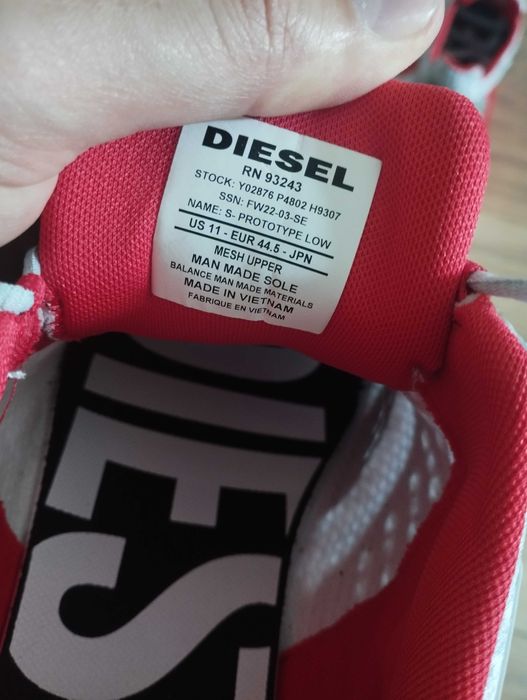 DIESEL
RN 93243
STOCK: Y02876 P4802 H9307
SSN: FW22-03-SE
NAME: S- PROTOTYPE LOW
US 11 - EUR 44.5 - JPN
MESH UPPER
MAN MADE SOLE
BALANCE MAN MADE MATERIALS
MADE IN VIETNAM
FABRIQUE EN VIETNAM
DIES